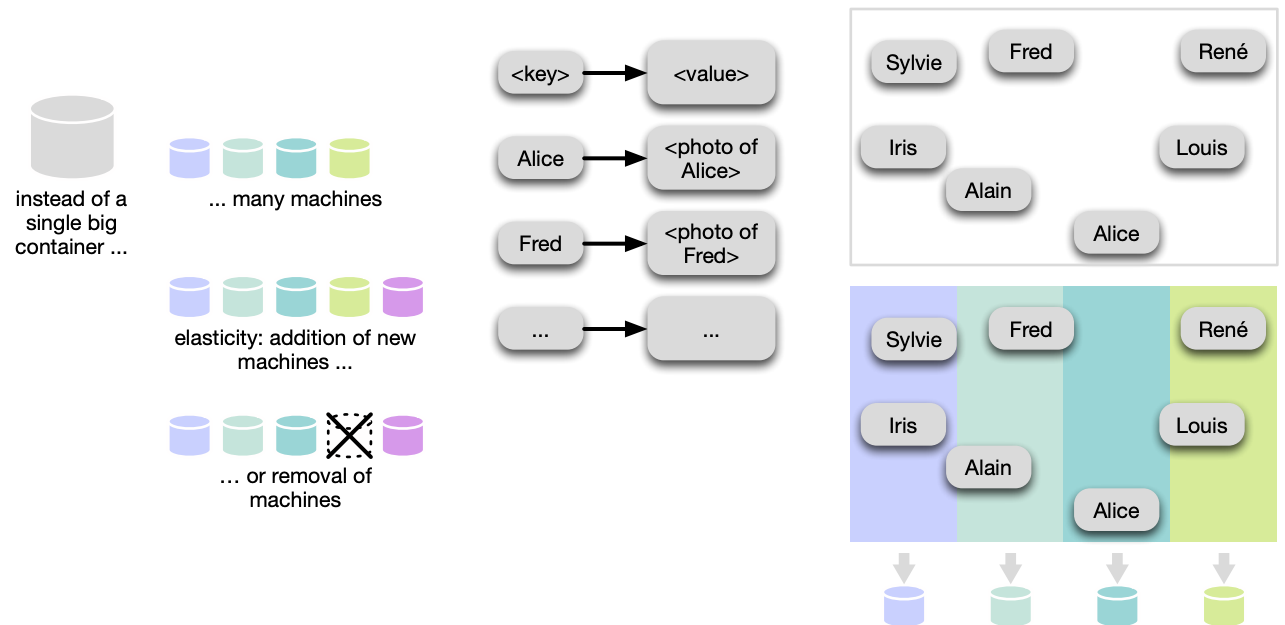 instead of a
single big
container ...
... many machines
elasticity: addition of new
machines ...
... or removal of
machines
<key>
<value>
Alice
<photo of
Alice>
Fred
<photo of
Fred>
...
...
Sylvie
Fred
René
Iris
Louis
Alain
Alice
Sylvie
Fred
René
Iris
Louis
Alain
Alice